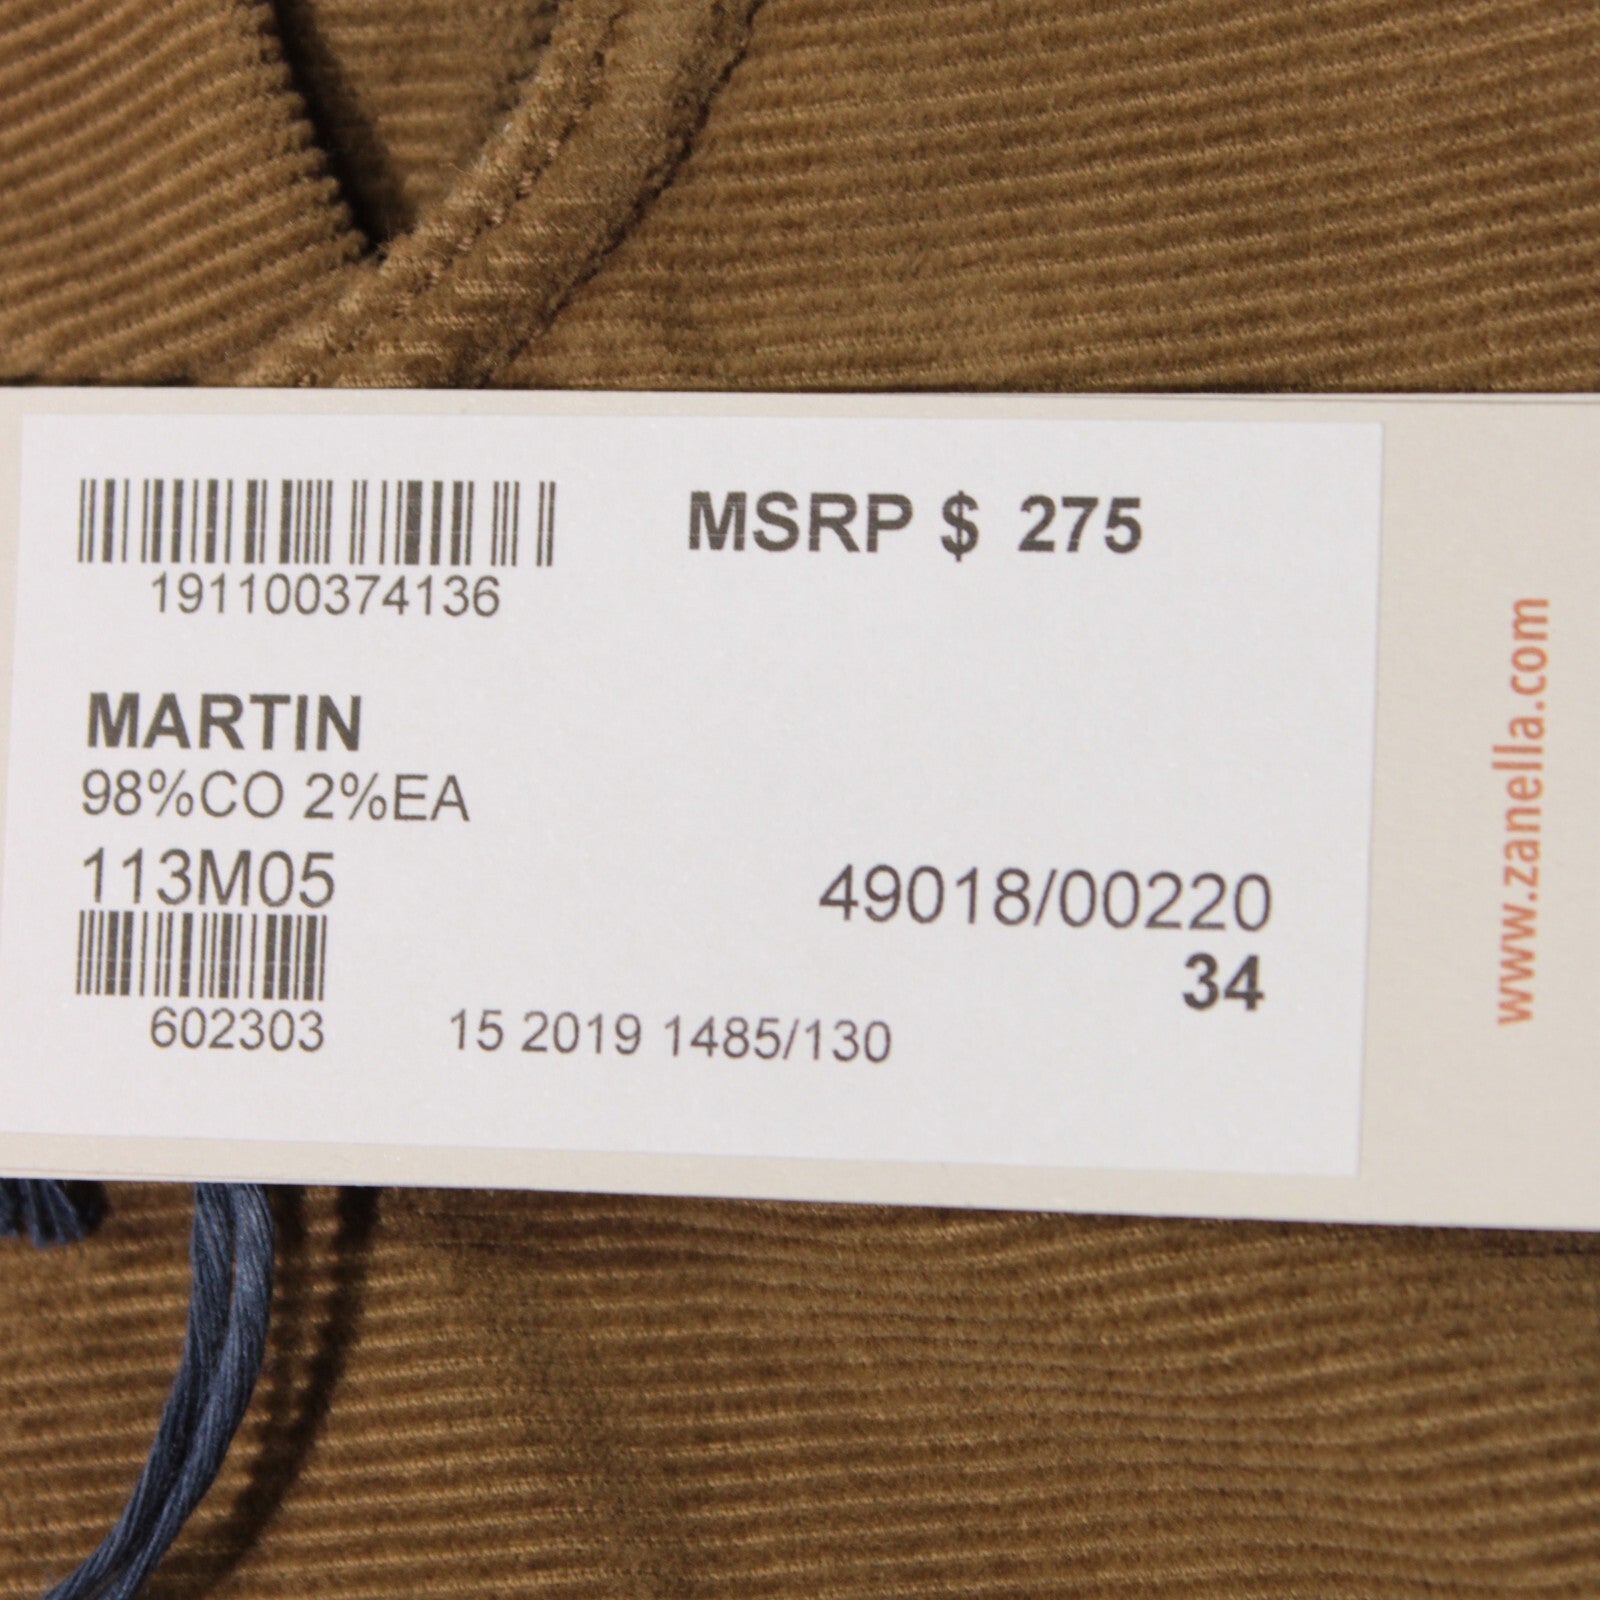 MSRP $ 275
191100374136
MARTIN
98%CO 2%EA
113M05
49018/00220
34
602303
15 2019 1485/130
www.zanella.com